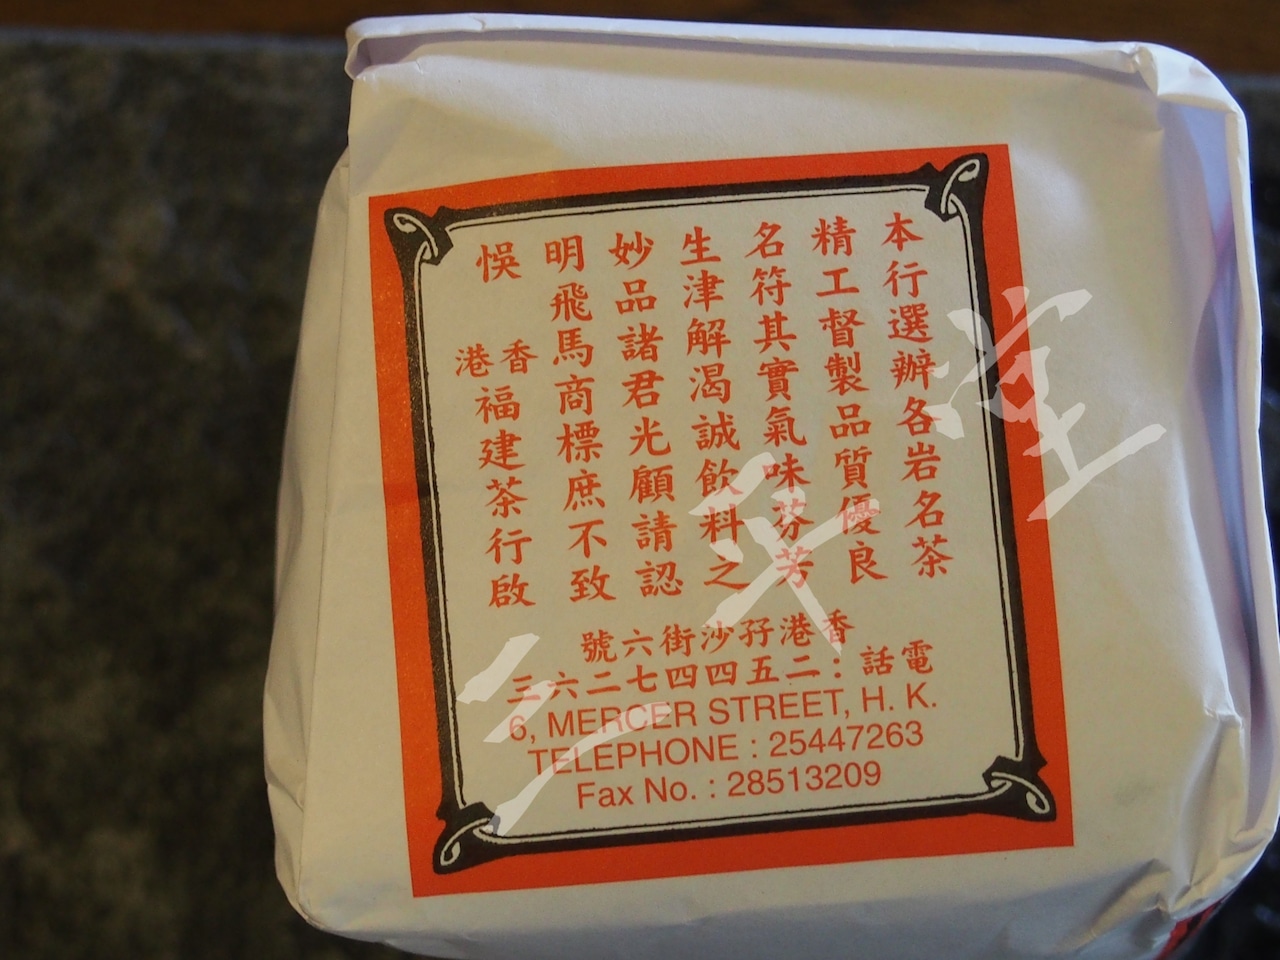 本行選辦各岩名茶
精工督製品質優良
名符其實氣味芬芳
生津解渴誠飲料之
妙品諸君光顧請認
明飛馬商標庶不致
悞
香港
福建茶行啟
香港孖沙街六號
電話：二五四四七二六三
6, MERCER STREET, H. K.
TELEPHONE : 25447263
Fax No. : 28513209
三平堂